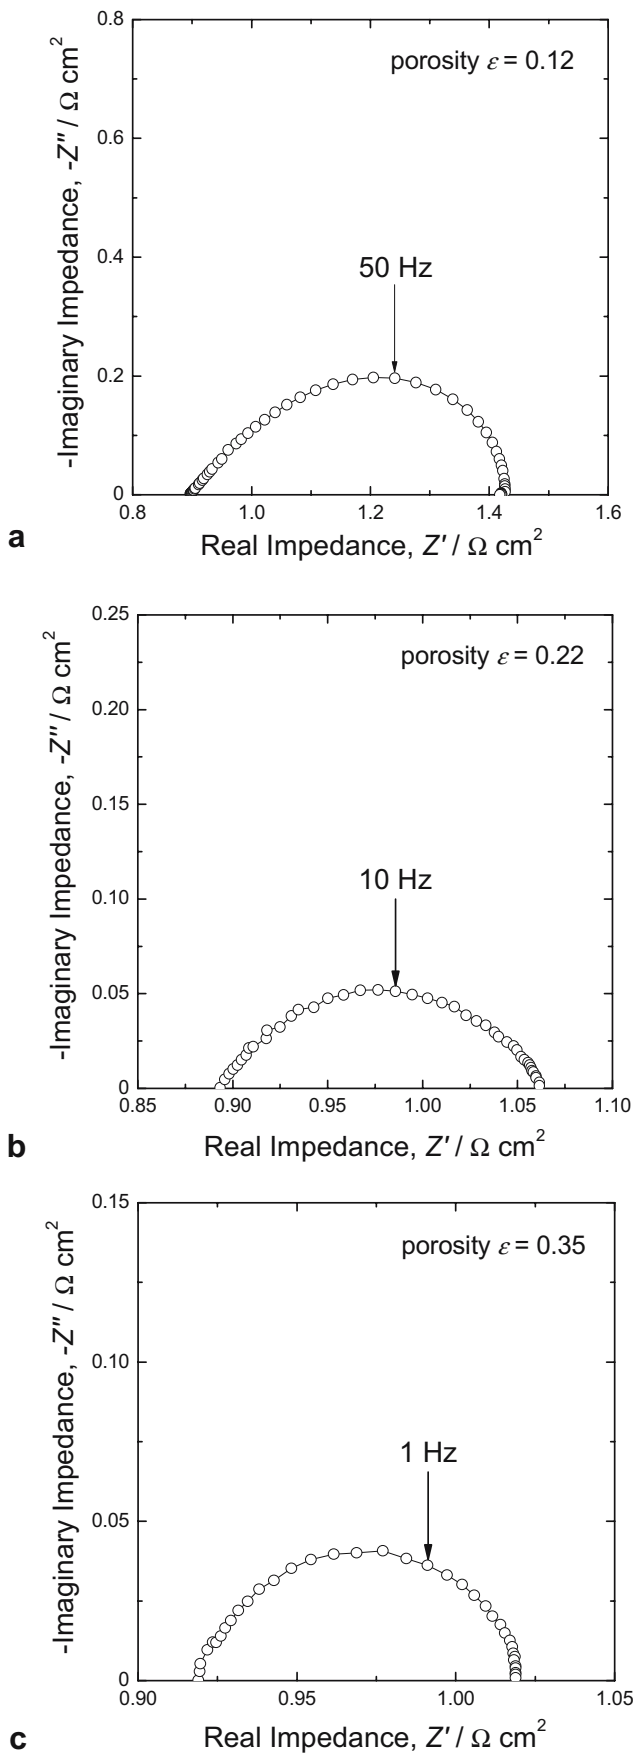 0.8
porosity ε = 0.12
0.6
-Imaginary Impedance, -Z″ / Ω cm²
0.4
50 Hz
0.2
0
0.8 1.0 1.2 1.4 1.6
a
Real Impedance, Z′ / Ω cm²
0.25
porosity ε = 0.22
0.20
-Imaginary Impedance, -Z″ / Ω cm²
0.15
0.10
10 Hz
0.05
0
0.85 0.90 0.95 1.00 1.05 1.10
b
Real Impedance, Z′ / Ω cm²
0.15
porosity ε = 0.35
-Imaginary Impedance, -Z″ / Ω cm²
0.10
1 Hz
0.05
0
0.90 0.95 1.00 1.05
c
Real Impedance, Z′ / Ω cm²